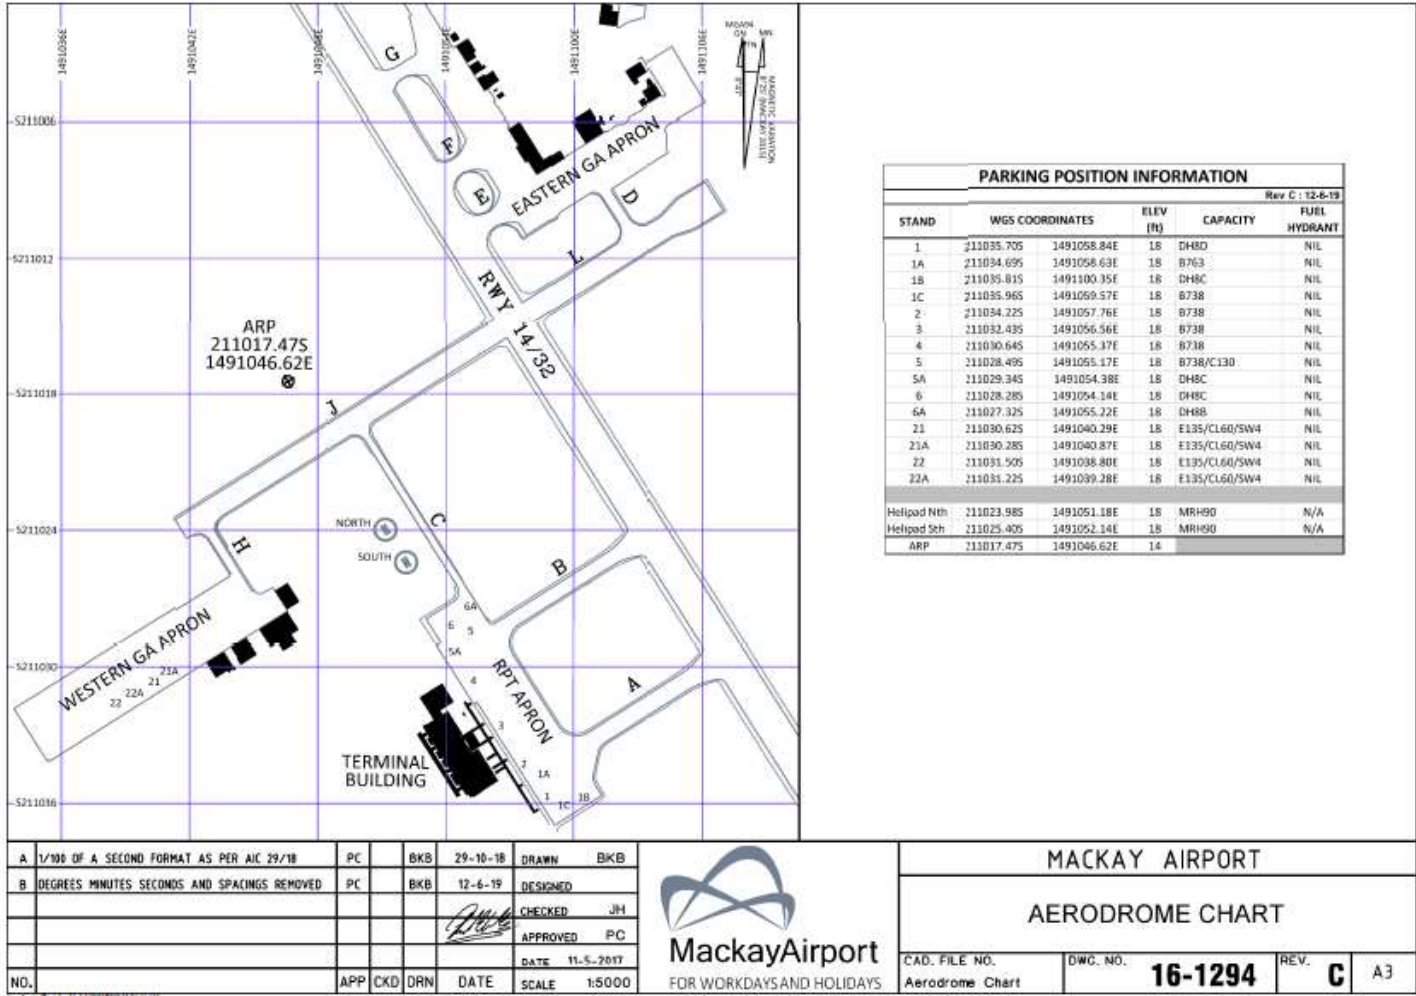 1491036E
1491042E
1491048E
1491054E
1491100E
1491106E
MGA94
GN
MN
TN
MAGNETIC VARIATION
G
F
E
EASTERN GA APRON
D
L
RWY 14/32
S211006
S211012
S211018
S211024
S211030
S211036
ARP
211017.47S
1491046.62E
J
NORTH
SOUTH
C
H
B
A
WESTERN GA APRON
21A
21
22A
22
6A
6
5
5A
4
3
2
1A
1
1C
1B
RPT APRON
TERMINAL
BUILDING
PARKING POSITION INFORMATION
Rev C : 12-6-19
STAND WGS COORDINATES ELEV (ft) CAPACITY FUEL HYDRANT
1 211035.70S 1491058.84E 18 DH8D NIL
1A 211034.69S 1491058.63E 18 B763 NIL
1B 211035.81S 1491100.35E 18 DH8C NIL
1C 211035.96S 1491059.57E 18 B738 NIL
2 211034.22S 1491057.76E 18 B738 NIL
3 211032.43S 1491056.56E 18 B738 NIL
4 211030.64S 1491055.37E 18 B738 NIL
5 211028.49S 1491055.17E 18 B738/C130 NIL
5A 211029.34S 1491054.38E 18 DH8C NIL
6 211028.28S 1491054.14E 18 DH8C NIL
6A 211027.32S 1491055.22E 18 DH8B NIL
21 211030.62S 1491040.29E 18 E135/CL60/SW4 NIL
21A 211030.28S 1491040.87E 18 E135/CL60/SW4 NIL
22 211031.50S 1491038.80E 18 E135/CL60/SW4 NIL
22A 211031.22S 1491039.28E 18 E135/CL60/SW4 NIL
Helipad Nth 211023.98S 1491051.18E 18 MRH90 N/A
Helipad Sth 211025.40S 1491052.14E 18 MRH90 N/A
ARP 211017.47S 1491046.62E 14
A 1/100 OF A SECOND FORMAT AS PER AIC 29/18 PC BKB 29-10-18
B DEGREES MINUTES SECONDS AND SPACINGS REMOVED PC BKB 12-6-19
NO. APP CKD DRN DATE
DRAWN BKB
DESIGNED
CHECKED JH
APPROVED PC
DATE 11-5-2017
SCALE 1:5000
MackayAirport
FOR WORKDAYS AND HOLIDAYS
MACKAY AIRPORT
AERODROME CHART
CAD. FILE NO.
Aerodrome Chart
DWG. NO.
16-1294
REV.
C
A3